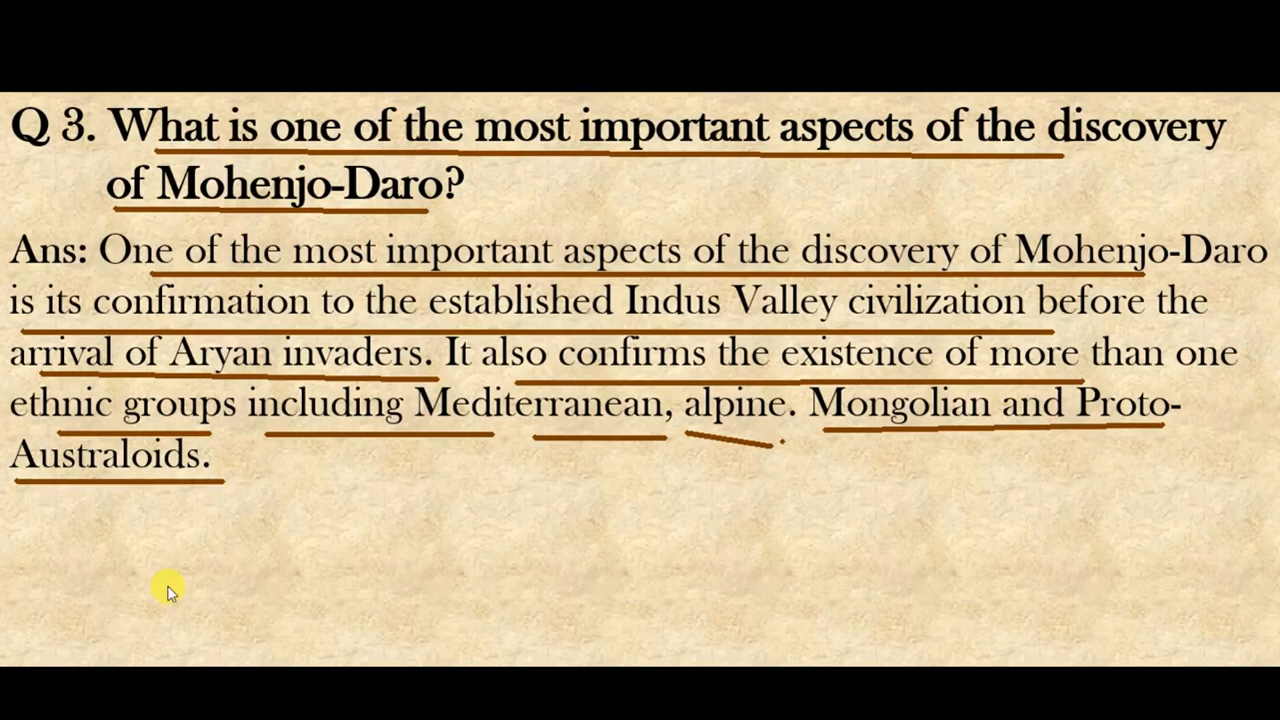 Q 3. What is one of the most important aspects of the discovery
of Mohenjo-Daro?
Ans: One of the most important aspects of the discovery of Mohenjo-Daro
is its confirmation to the established Indus Valley civilization before the
arrival of Aryan invaders. It also confirms the existence of more than one
ethnic groups including Mediterranean, alpine. Mongolian and Proto-
Australoids.